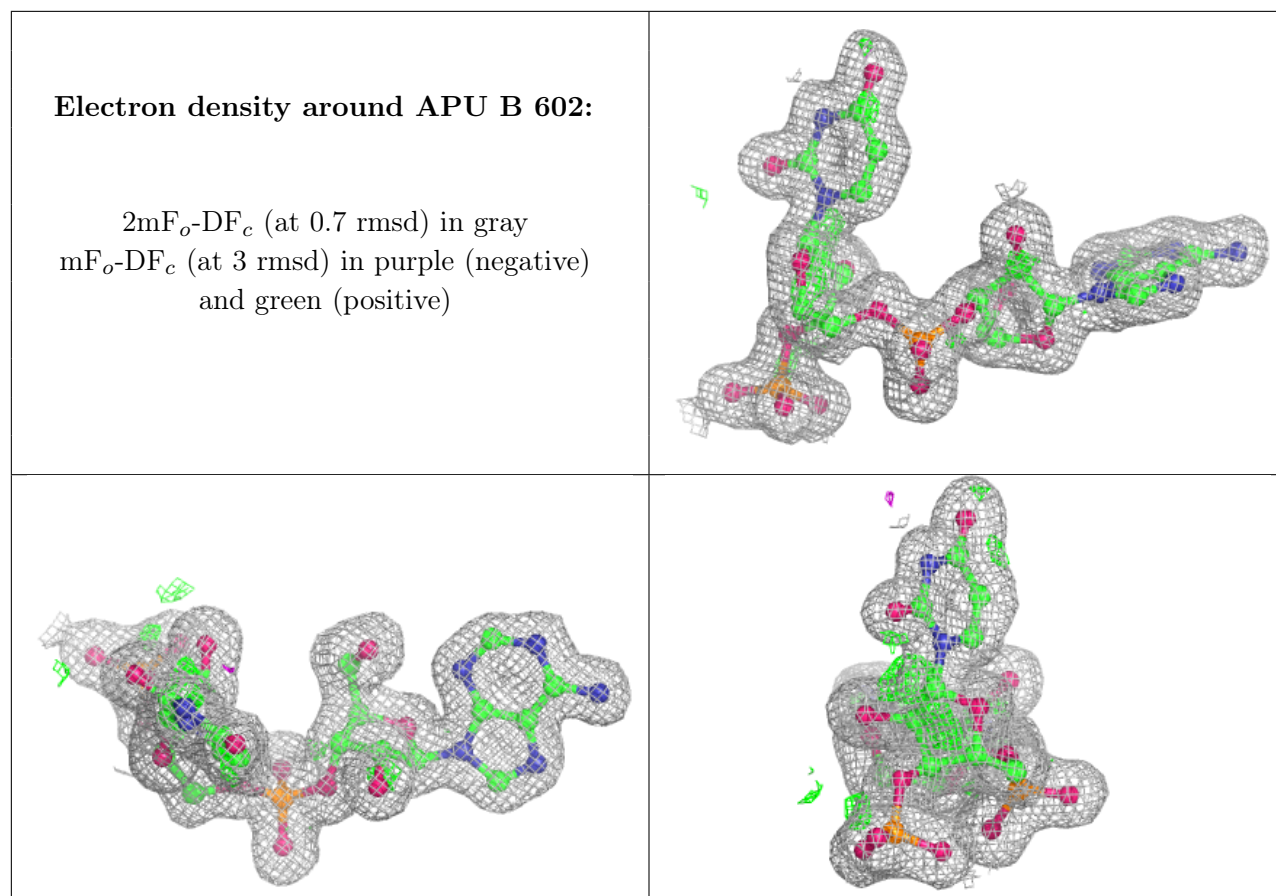 Electron density around APU B 602:
2mFo-DFc (at 0.7 rmsd) in gray
mFo-DFc (at 3 rmsd) in purple (negative)
and green (positive)